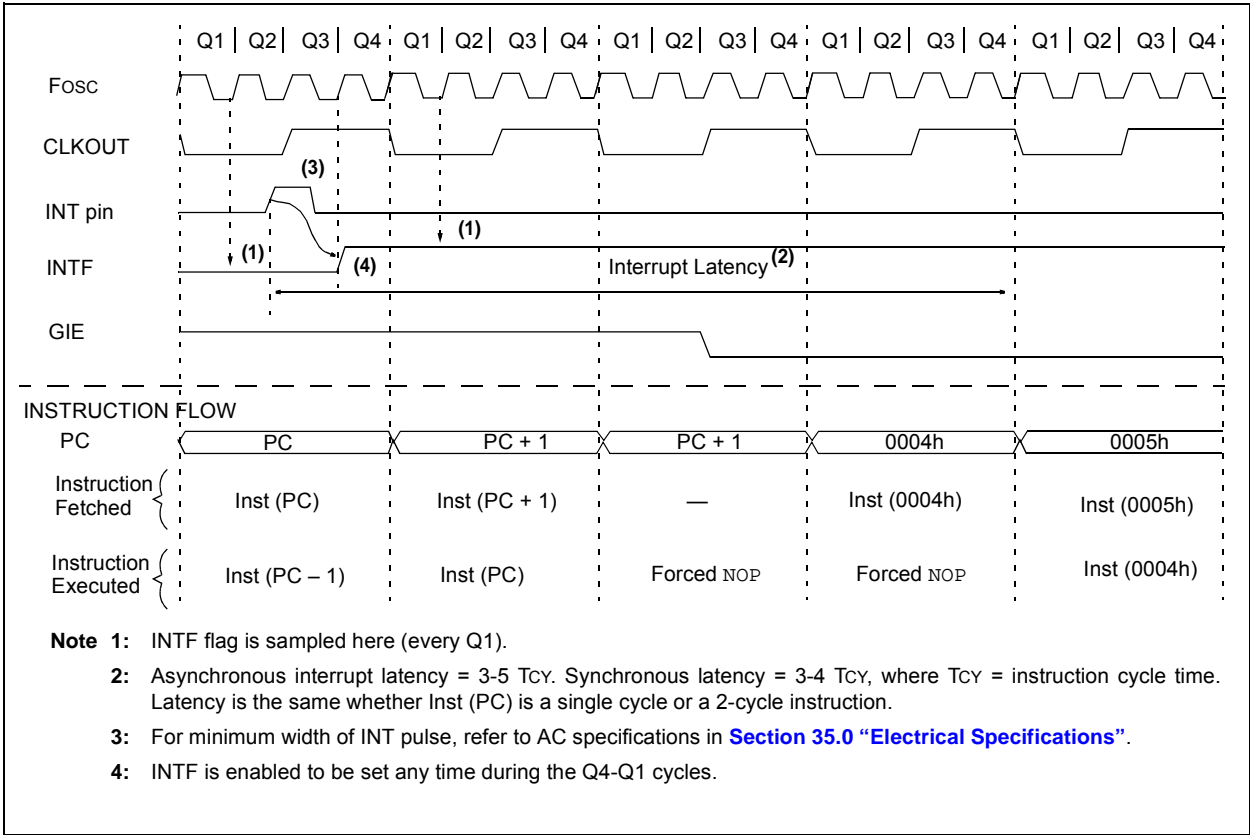 Q1 Q2 Q3 Q4 Q1 Q2 Q3 Q4 Q1 Q2 Q3 Q4 Q1 Q2 Q3 Q4 Q1 Q2 Q3 Q4
FOSC
CLKOUT
(3)
INT pin
(1) (1)
INTF
(4) Interrupt Latency(2)
GIE
INSTRUCTION FLOW
PC PC PC + 1 PC + 1 0004h 0005h
Instruction
Fetched
Inst (PC) Inst (PC + 1) — Inst (0004h) Inst (0005h)
Instruction
Executed
Inst (PC – 1) Inst (PC) Forced NOP Forced NOP Inst (0004h)
Note 1: INTF flag is sampled here (every Q1).
2: Asynchronous interrupt latency = 3-5 TCY. Synchronous latency = 3-4 TCY, where TCY = instruction cycle time.
Latency is the same whether Inst (PC) is a single cycle or a 2-cycle instruction.
3: For minimum width of INT pulse, refer to AC specifications in Section 35.0 “Electrical Specifications”.
4: INTF is enabled to be set any time during the Q4-Q1 cycles.